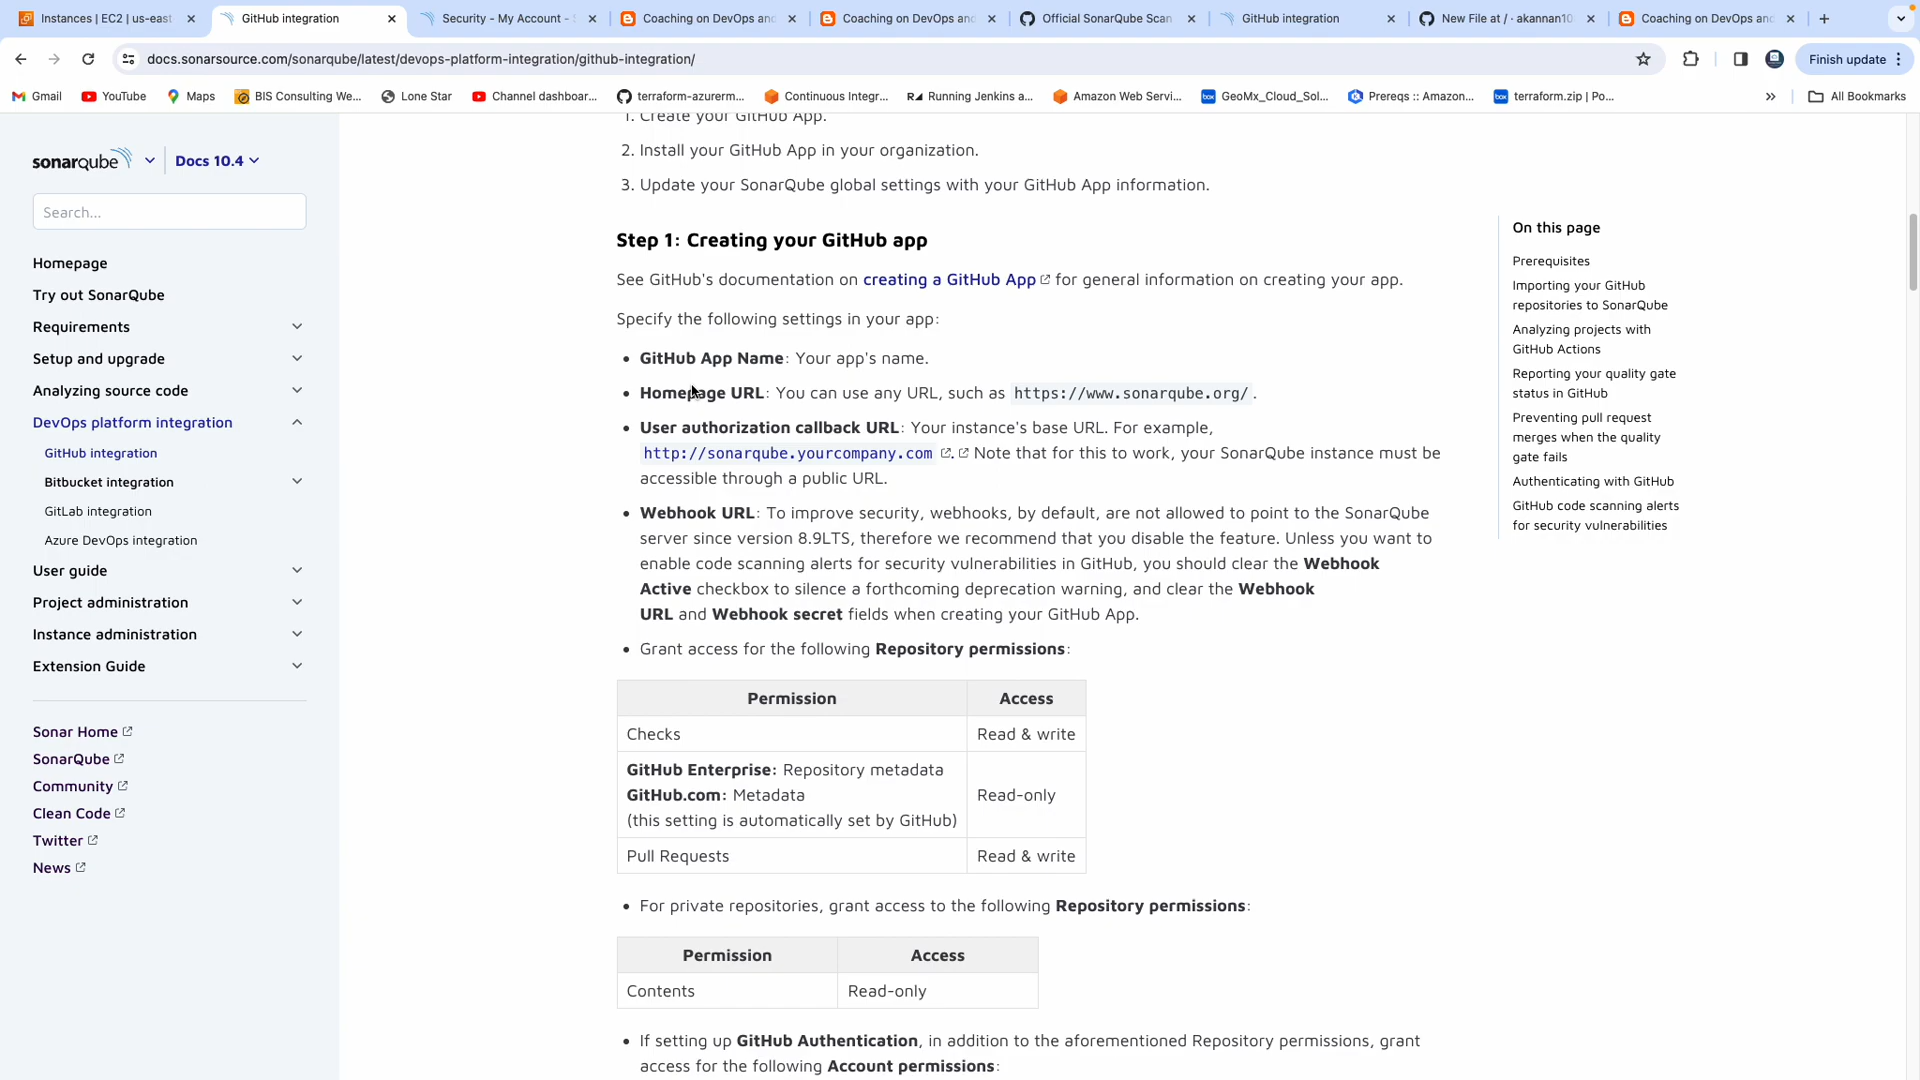 Instances | EC2 | us-east
GitHub integration
Security - My Account - S
Coaching on DevOps and
Coaching on DevOps and
Official SonarQube Scan
GitHub integration
New File at / · akannan10
Coaching on DevOps and
docs.sonarsource.com/sonarqube/latest/devops-platform-integration/github-integration/
Finish update
Gmail
YouTube
Maps
BIS Consulting We...
Lone Star
Channel dashboar...
terraform-azurerm...
Continuous Integr...
Running Jenkins a...
Amazon Web Servi...
GeoMx_Cloud_Sol...
Prereqs :: Amazon...
terraform.zip | Po...
All Bookmarks
sonarqube
Docs 10.4
Search...
Homepage
Try out SonarQube
Requirements
Setup and upgrade
Analyzing source code
DevOps platform integration
GitHub integration
Bitbucket integration
GitLab integration
Azure DevOps integration
User guide
Project administration
Instance administration
Extension Guide
Sonar Home
SonarQube
Community
Clean Code
Twitter
News
1. Create your GitHub App.
2. Install your GitHub App in your organization.
3. Update your SonarQube global settings with your GitHub App information.
Step 1: Creating your GitHub app
See GitHub's documentation on creating a GitHub App for general information on creating your app.
Specify the following settings in your app:
• GitHub App Name: Your app's name.
• Homepage URL: You can use any URL, such as https://www.sonarqube.org/.
• User authorization callback URL: Your instance's base URL. For example,
http://sonarqube.yourcompany.com . Note that for this to work, your SonarQube instance must be
accessible through a public URL.
• Webhook URL: To improve security, webhooks, by default, are not allowed to point to the SonarQube
server since version 8.9LTS, therefore we recommend that you disable the feature. Unless you want to
enable code scanning alerts for security vulnerabilities in GitHub, you should clear the Webhook
Active checkbox to silence a forthcoming deprecation warning, and clear the Webhook
URL and Webhook secret fields when creating your GitHub App.
• Grant access for the following Repository permissions:
Permission Access
Checks Read & write
GitHub Enterprise: Repository metadata
GitHub.com: Metadata Read-only
(this setting is automatically set by GitHub)
Pull Requests Read & write
• For private repositories, grant access to the following Repository permissions:
Permission Access
Contents Read-only
• If setting up GitHub Authentication, in addition to the aforementioned Repository permissions, grant
access for the following Account permissions:
On this page
Prerequisites
Importing your GitHub
repositories to SonarQube
Analyzing projects with
GitHub Actions
Reporting your quality gate
status in GitHub
Preventing pull request
merges when the quality
gate fails
Authenticating with GitHub
GitHub code scanning alerts
for security vulnerabilities